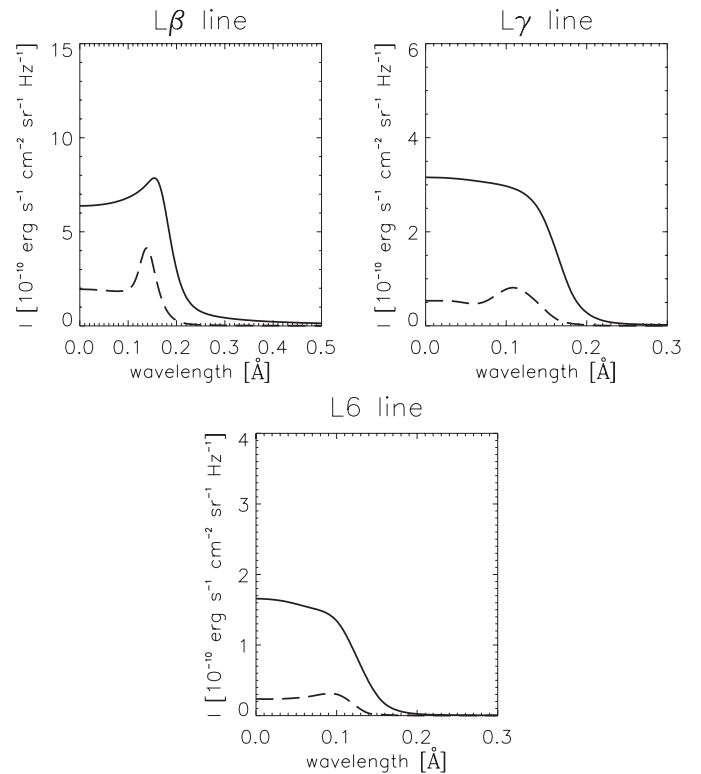 Lβ line
Lγ line
I [10⁻¹⁰ erg s⁻¹ cm⁻² sr⁻¹ Hz⁻¹]
15
10
5
0
0.0 0.1 0.2 0.3 0.4 0.5
wavelength [Å]
I [10⁻¹⁰ erg s⁻¹ cm⁻² sr⁻¹ Hz⁻¹]
6
4
2
0
0.0 0.1 0.2 0.3
wavelength [Å]
L6 line
I [10⁻¹⁰ erg s⁻¹ cm⁻² sr⁻¹ Hz⁻¹]
4
3
2
1
0
0.0 0.1 0.2 0.3
wavelength [Å]